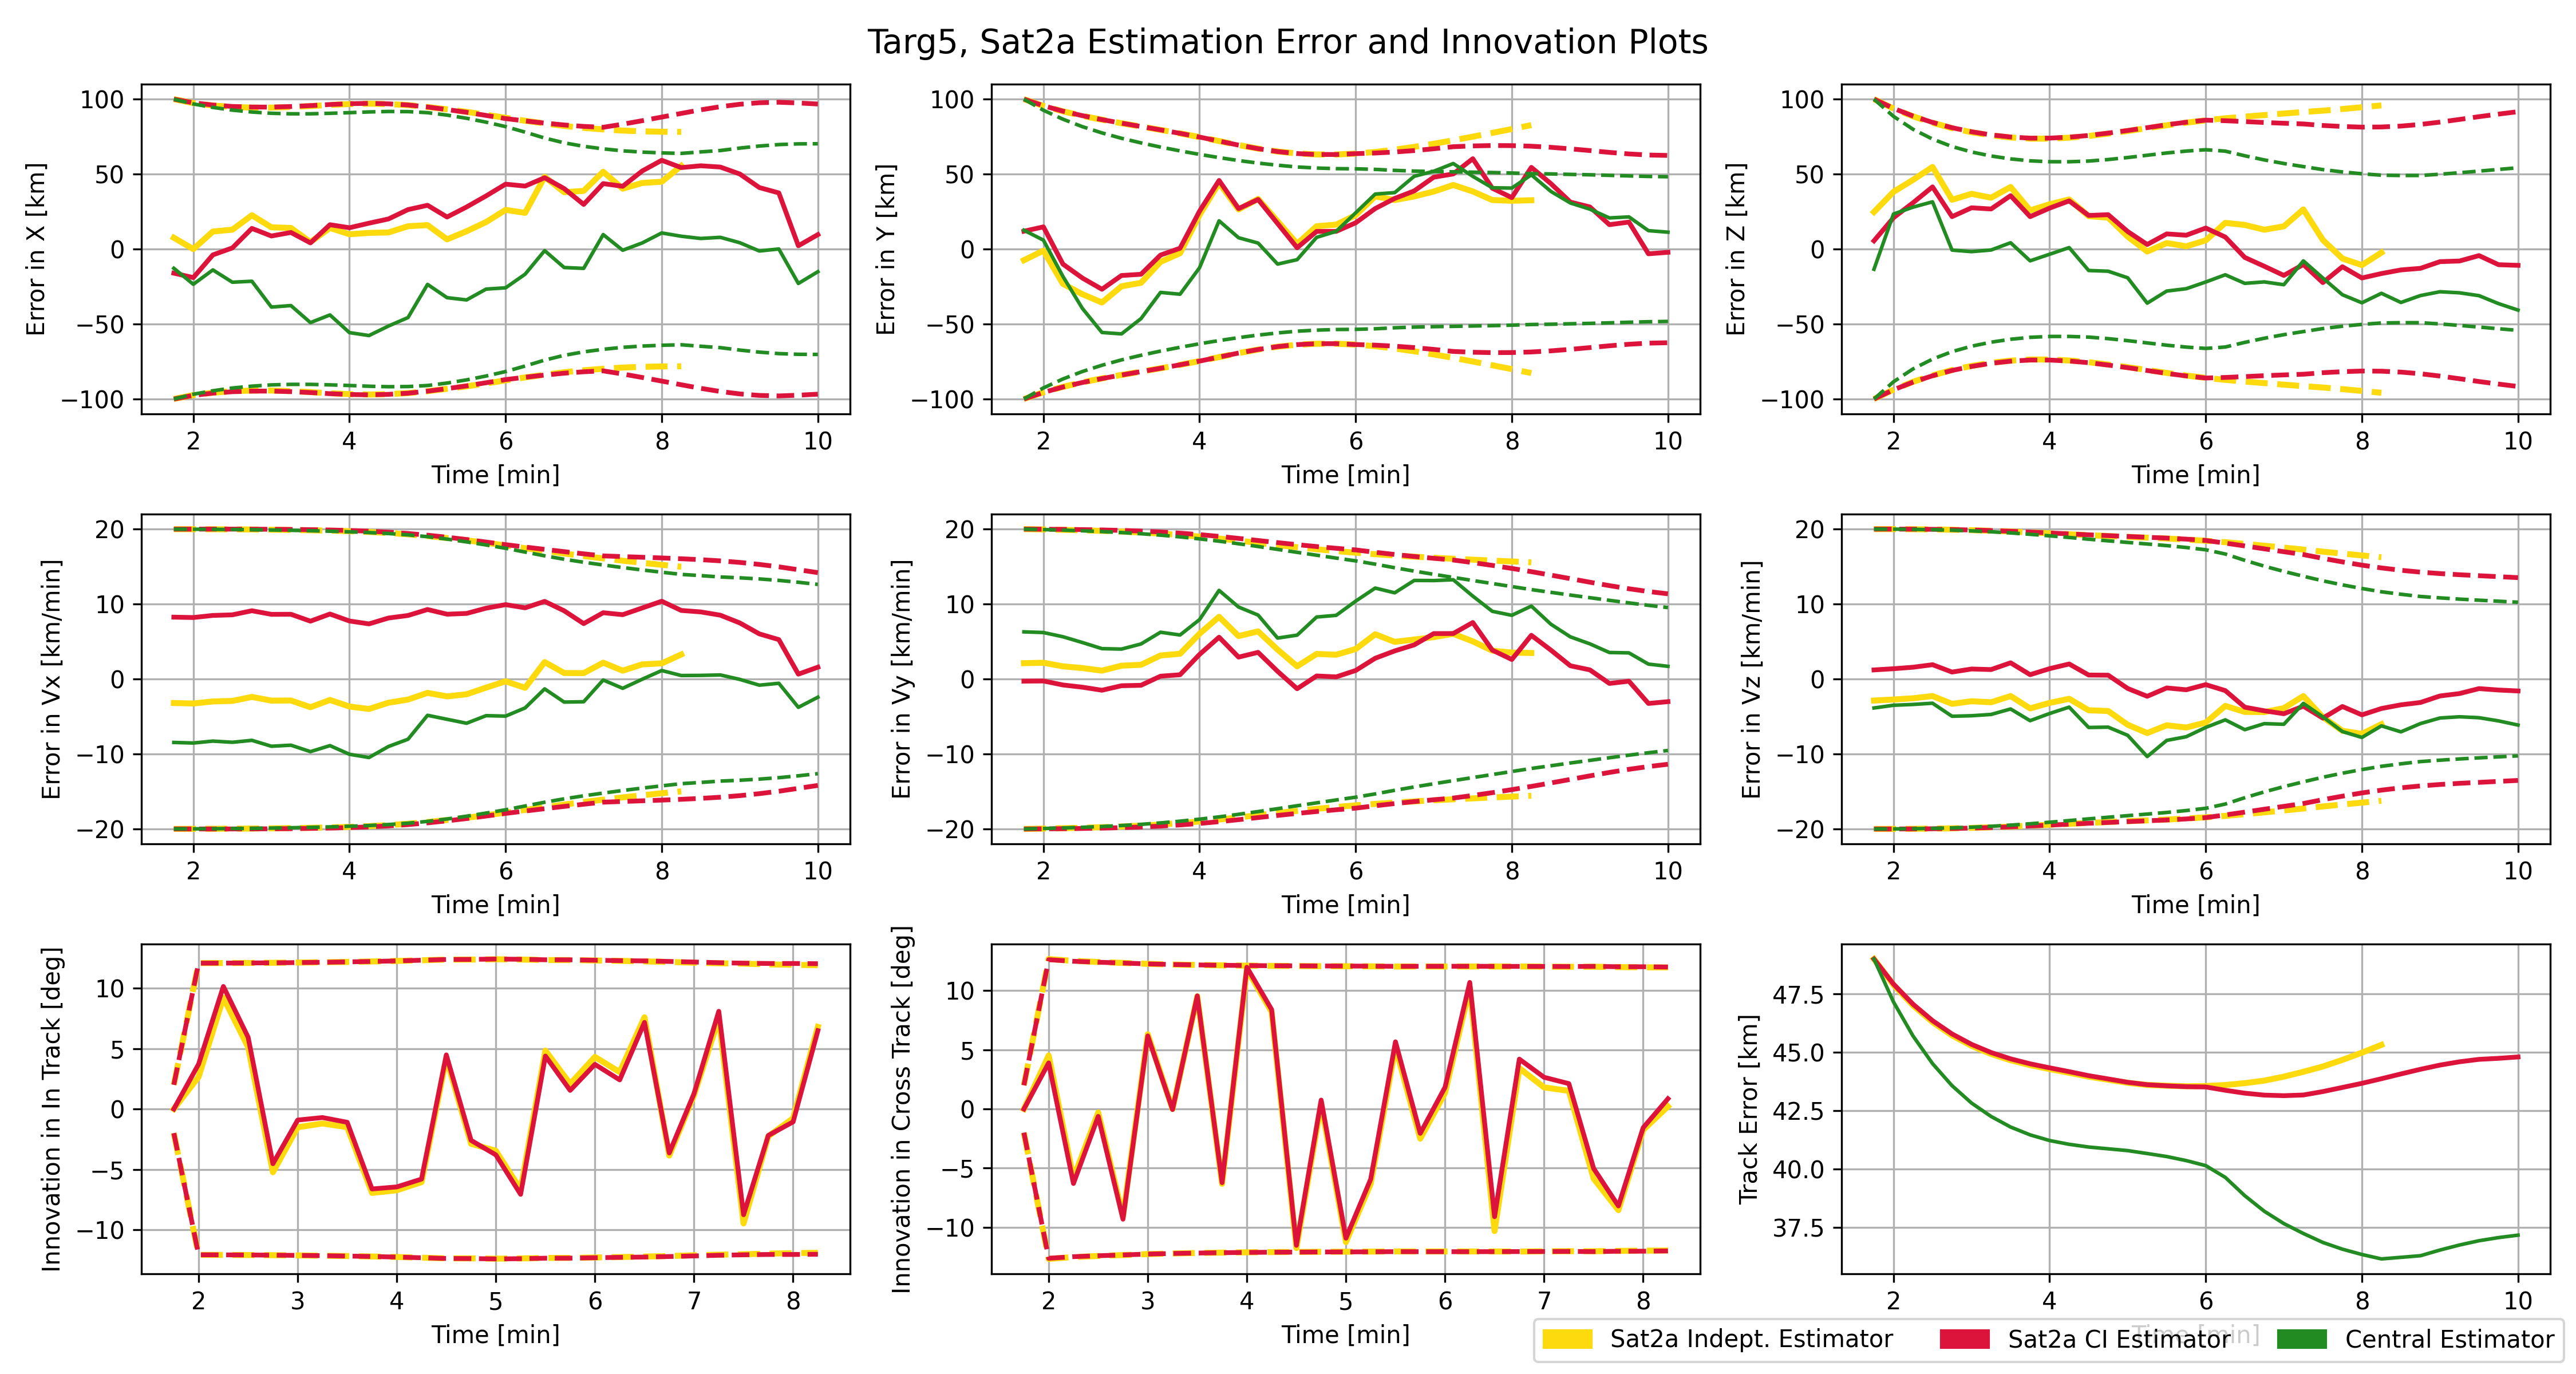 Targ5, Sat2a Estimation Error and Innovation Plots
Error in X [km]
100
50
0
−50
−100
2 4 6 8 10
Time [min]
Error in Y [km]
100
50
0
−50
−100
2 4 6 8 10
Time [min]
Error in Z [km]
100
50
0
−50
−100
2 4 6 8 10
Time [min]
Error in Vx [km/min]
20
10
0
−10
−20
2 4 6 8 10
Time [min]
Error in Vy [km/min]
20
10
0
−10
−20
2 4 6 8 10
Time [min]
Error in Vz [km/min]
20
10
0
−10
−20
2 4 6 8 10
Time [min]
Innovation in In Track [deg]
10
5
0
−5
−10
2 3 4 5 6 7 8
Time [min]
Innovation in Cross Track [deg]
10
5
0
−5
−10
2 3 4 5 6 7 8
Time [min]
Track Error [km]
47.5
45.0
42.5
40.0
37.5
2 4 6 8 10
Time [min]
Sat2a Indept. Estimator
Sat2a CI Estimator
Central Estimator